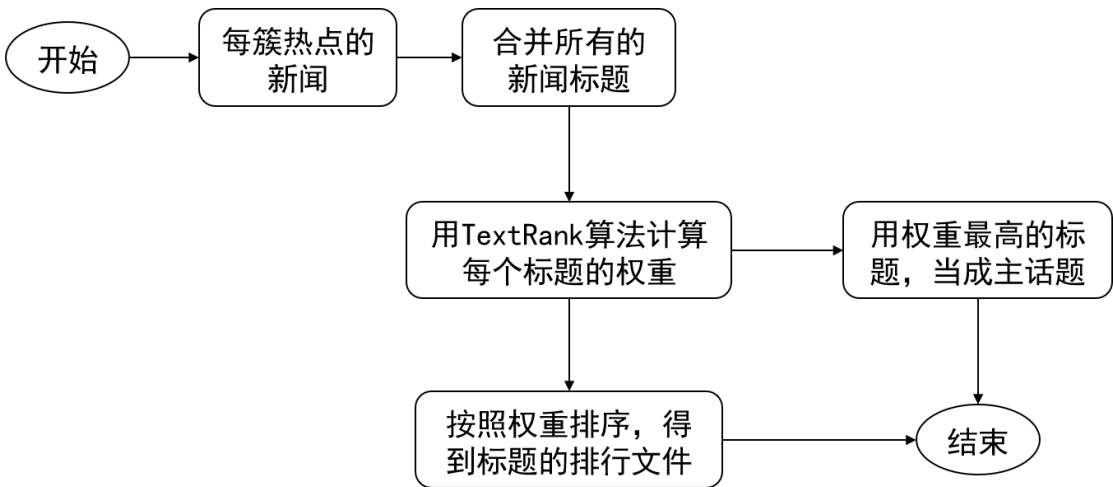 开始
每簇热点的
新闻
合并所有的
新闻标题
用TextRank算法计算
每个标题的权重
用权重最高的标
题，当成主话题
按照权重排序，得
到标题的排行文件
结束